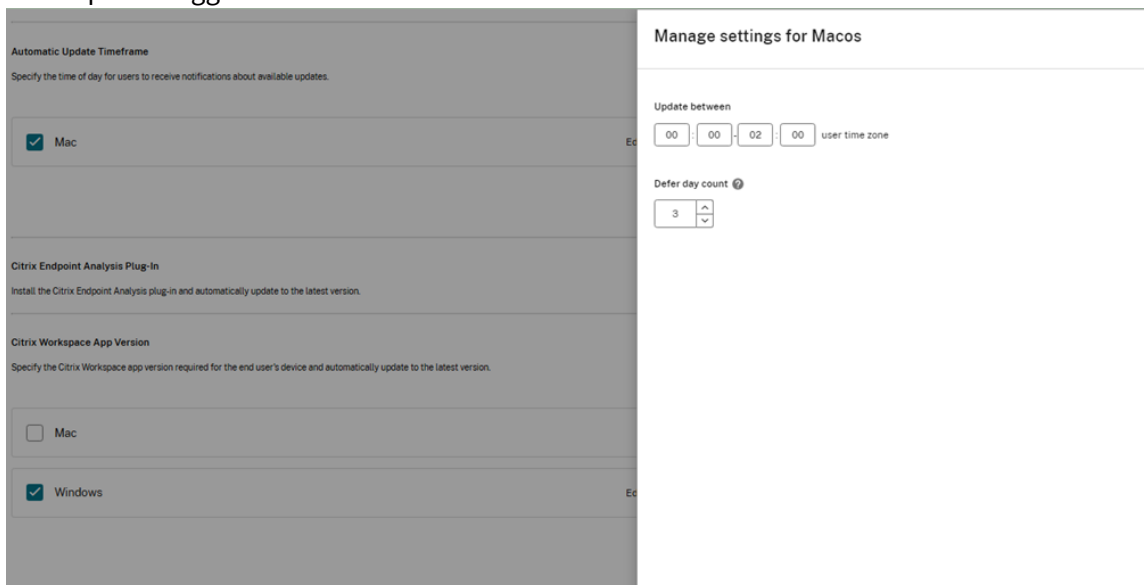 Automatic Update Timeframe
Specify the time of day for users to receive notifications about available updates.
Mac
Citrix Endpoint Analysis Plug-In
Install the Citrix Endpoint Analysis plug-in and automatically update to the latest version.
Citrix Workspace App Version
Specify the Citrix Workspace app version required for the end user's device and automatically update to the latest version.
Mac
Windows
Manage settings for Macos
Update between
00 : 00 - 02 : 00 user time zone
Defer day count
3